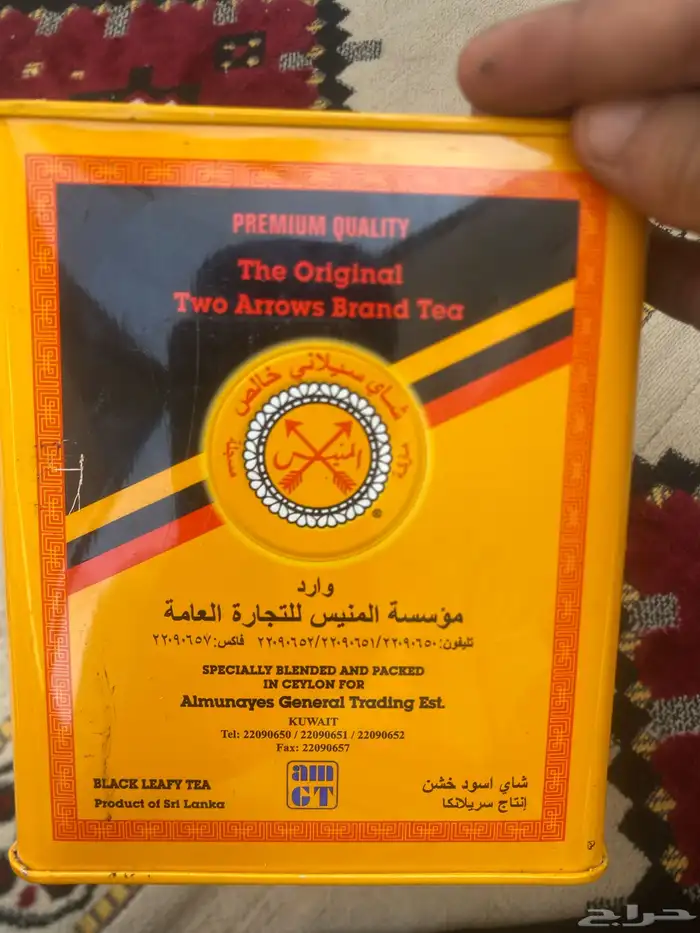 PREMIUM QUALITY
The Original
Two Arrows Brand Tea
شاي سيلاني خالص
المنيس
®
وارد
مؤسسة المنيس للتجارة العامة
تليفون: ٢٢٠٩٠٦٥٠/٢٢٠٩٠٦٥١/٢٢٠٩٠٦٥٢ فاكس: ٢٢٠٩٠٦٥٧
SPECIALLY BLENDED AND PACKED
IN CEYLON FOR
Almunayes General Trading Est.
KUWAIT
Tel: 22090650 / 22090651 / 22090652
Fax: 22090657
am
GT
BLACK LEAFY TEA
Product of Sri Lanka
شاي اسود خشن
إنتاج سريلانكا
حراج